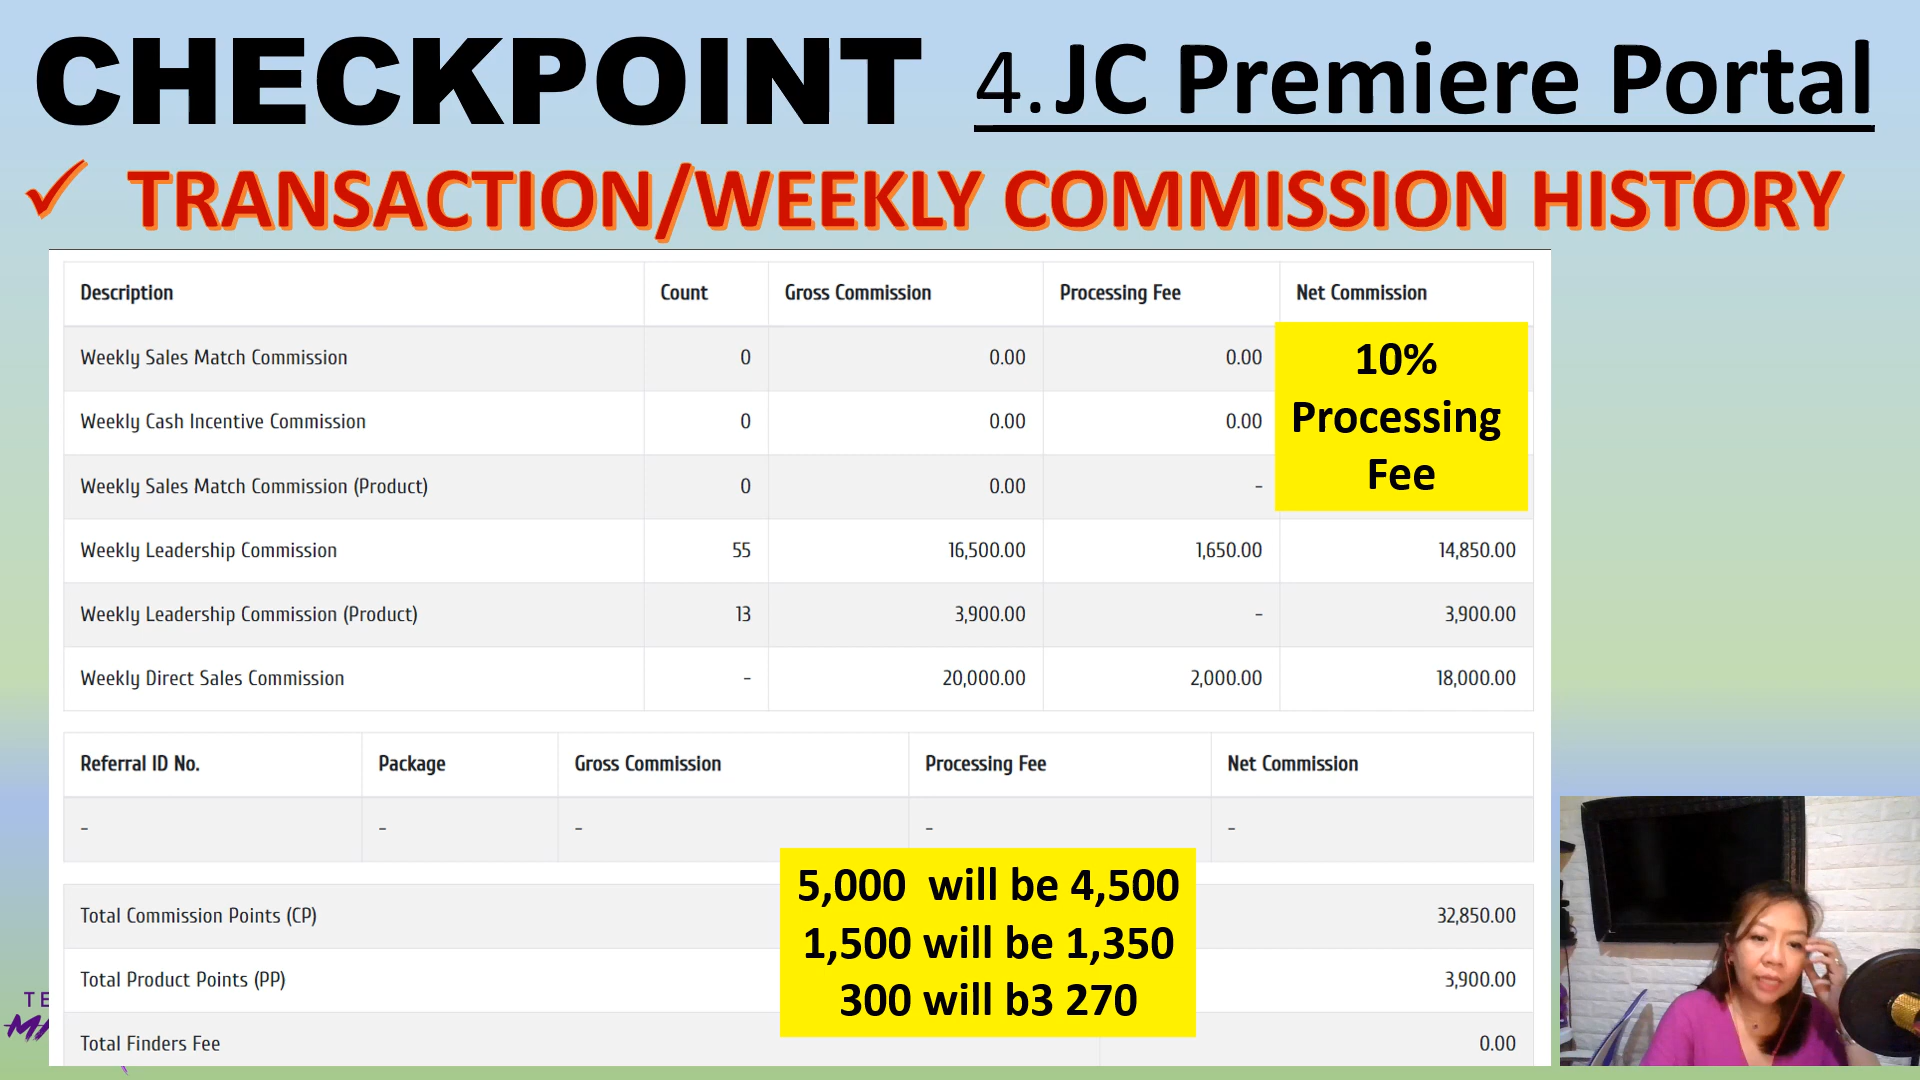 CHECKPOINT 4. JC Premiere Portal
✓ TRANSACTION/WEEKLY COMMISSION HISTORY
Description Count Gross Commission Processing Fee Net Commission
Weekly Sales Match Commission 0 0.00 0.00
Weekly Cash Incentive Commission 0 0.00 0.00
Weekly Sales Match Commission (Product) 0 0.00 -
10%
Processing
Fee
Weekly Leadership Commission 55 16,500.00 1,650.00 14,850.00
Weekly Leadership Commission (Product) 13 3,900.00 - 3,900.00
Weekly Direct Sales Commission - 20,000.00 2,000.00 18,000.00
Referral ID No. Package Gross Commission Processing Fee Net Commission
- - - - -
5,000 will be 4,500
1,500 will be 1,350
300 will b3 270
Total Commission Points (CP) 32,850.00
Total Product Points (PP) 3,900.00
Total Finders Fee 0.00